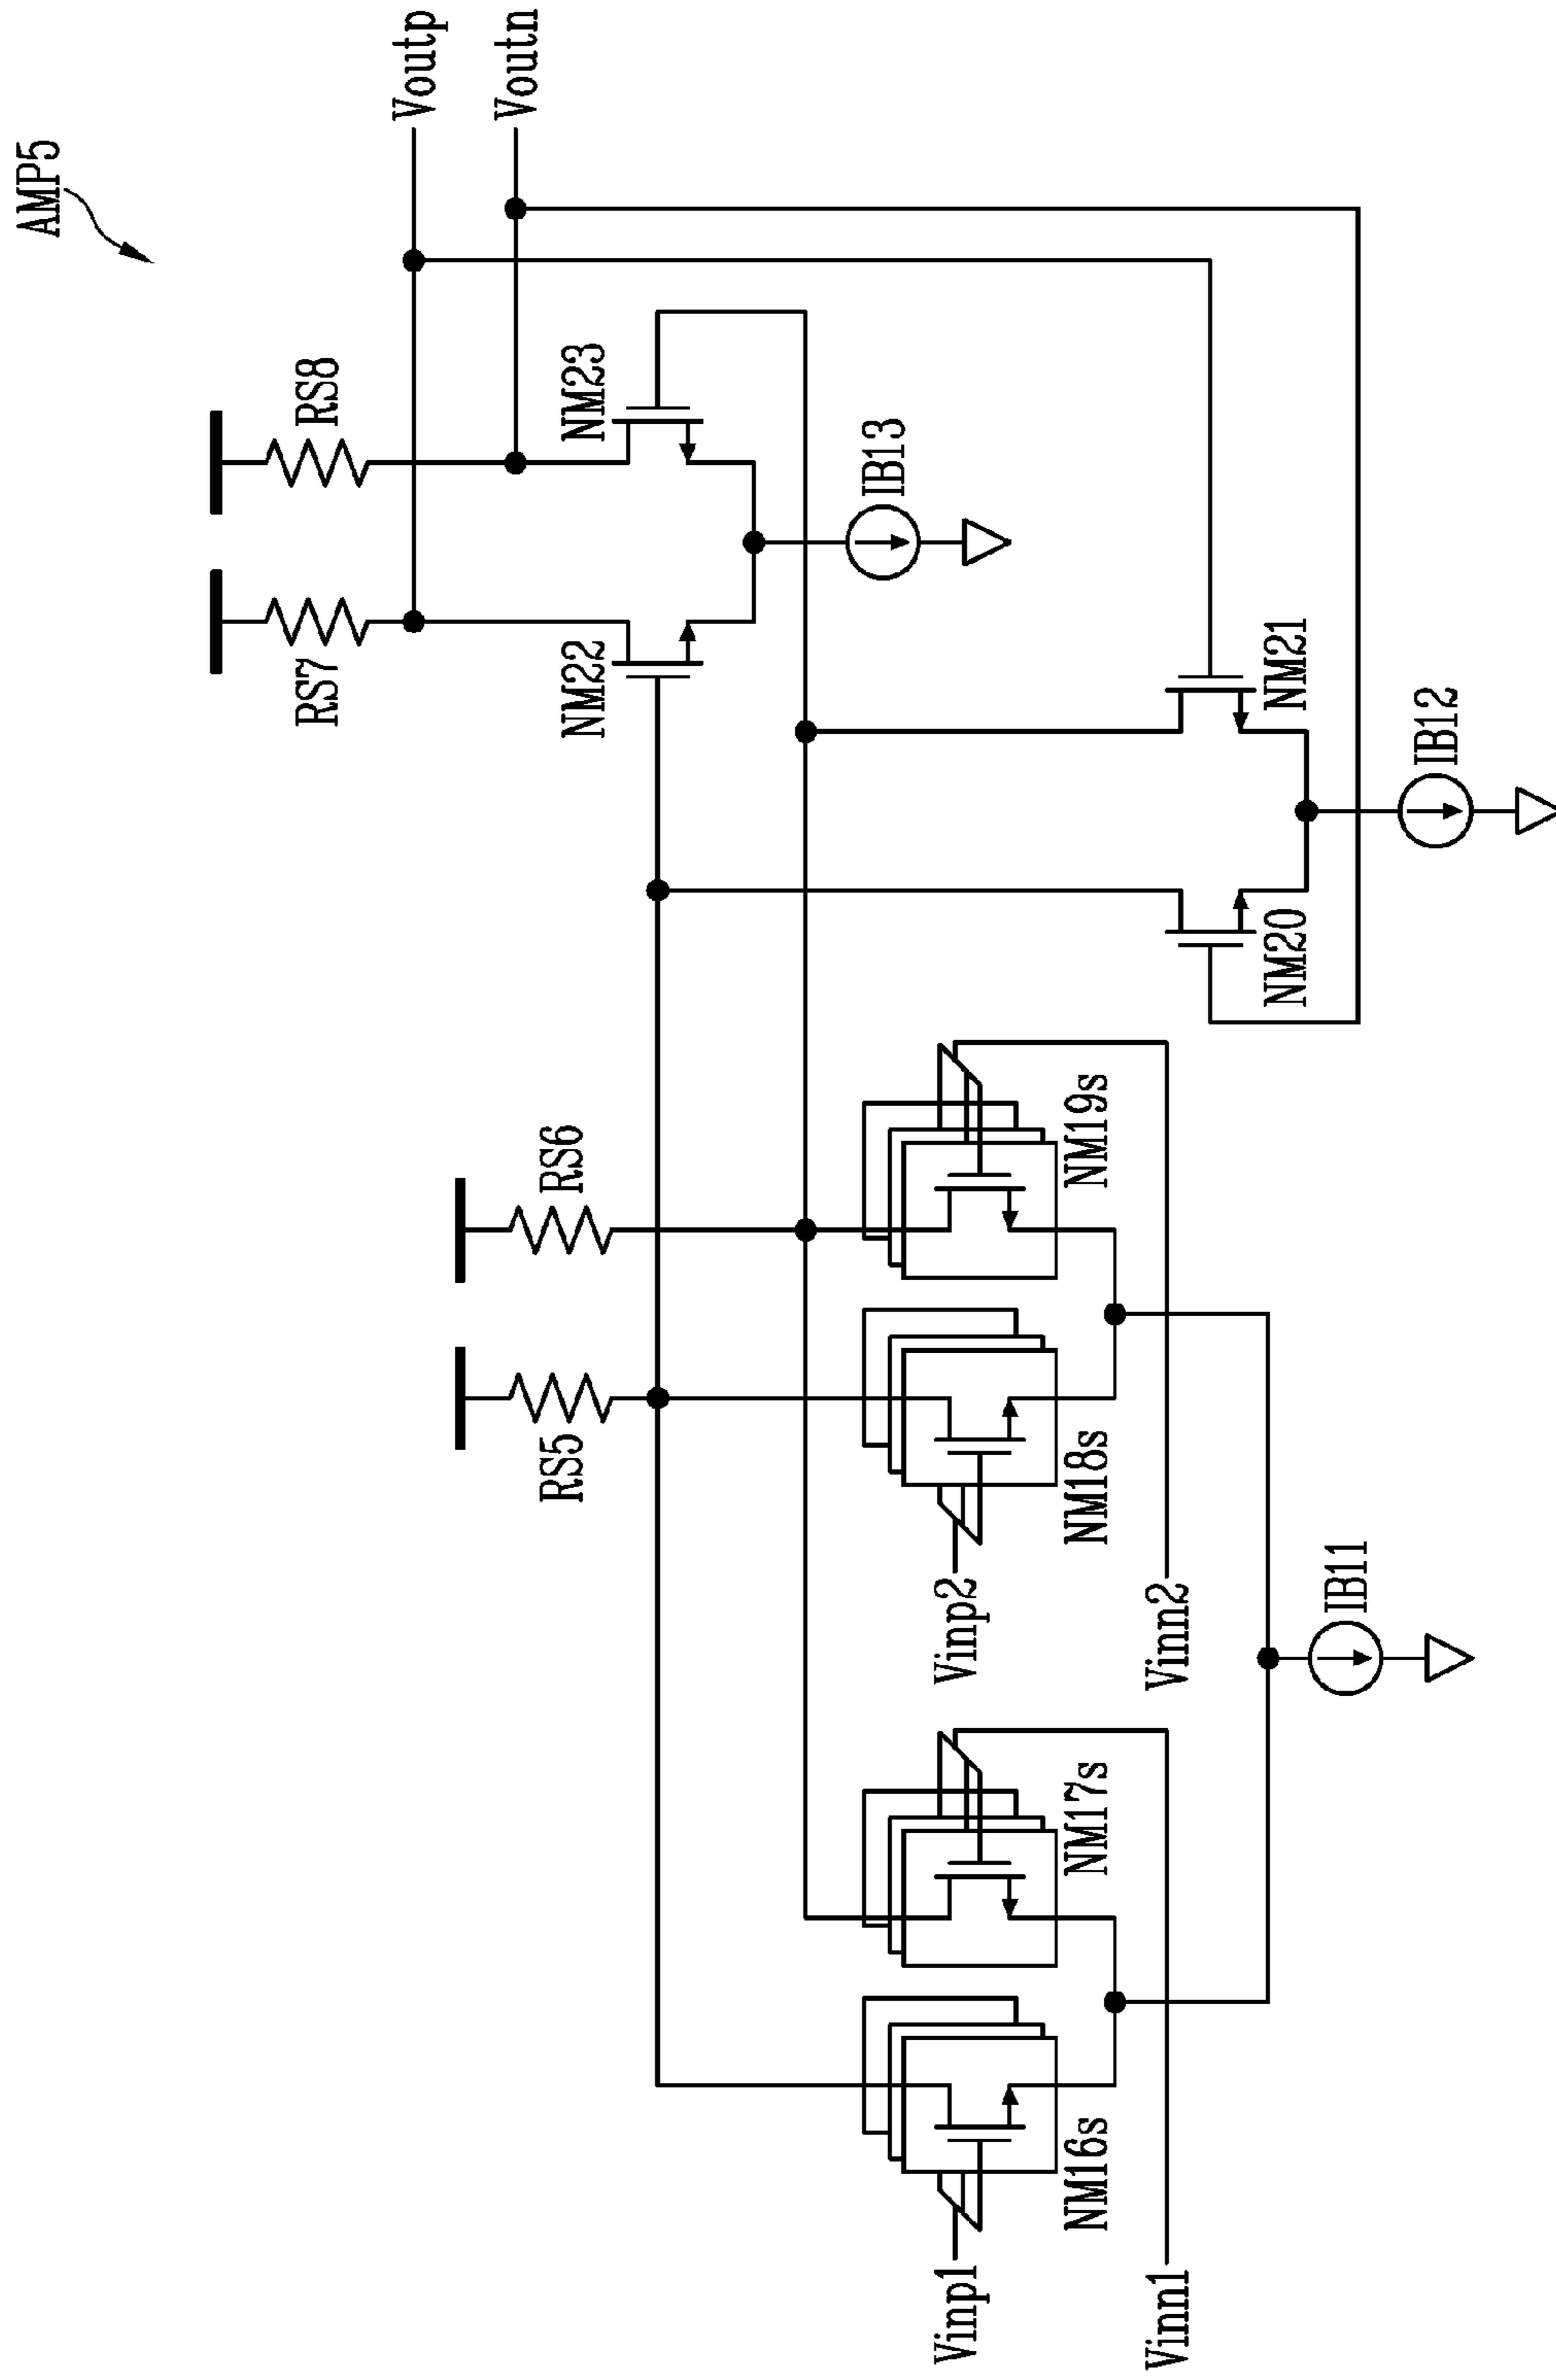 AMP5
Voutp
Voutn
RS7
RS8
NM22
NM23
IB13
RS5
RS6
NM20
NM21
IB12
Vinp1
NM16s
NM17s
Vinn1
Vinp2
NM18s
NM19s
Vinn2
IB11